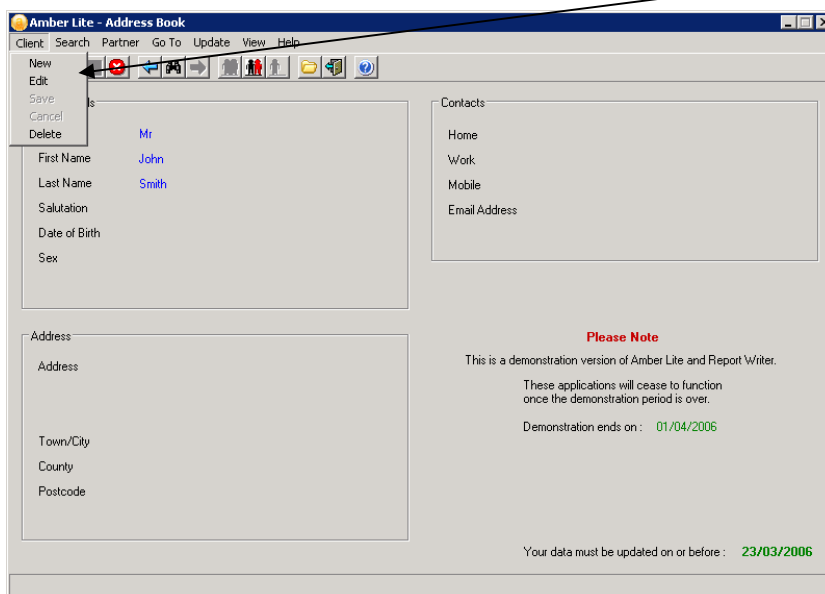 Amber Lite - Address Book
Client Search Partner Go To Update View Help
New
Edit
Save
Cancel
Delete
ls
Mr
First Name John
Last Name Smith
Salutation
Date of Birth
Sex
Contacts
Home
Work
Mobile
Email Address
Address
Address
Town/City
County
Postcode
Please Note
This is a demonstration version of Amber Lite and Report Writer.
These applications will cease to function
once the demonstration period is over.
Demonstration ends on : 01/04/2006
Your data must be updated on or before : 23/03/2006